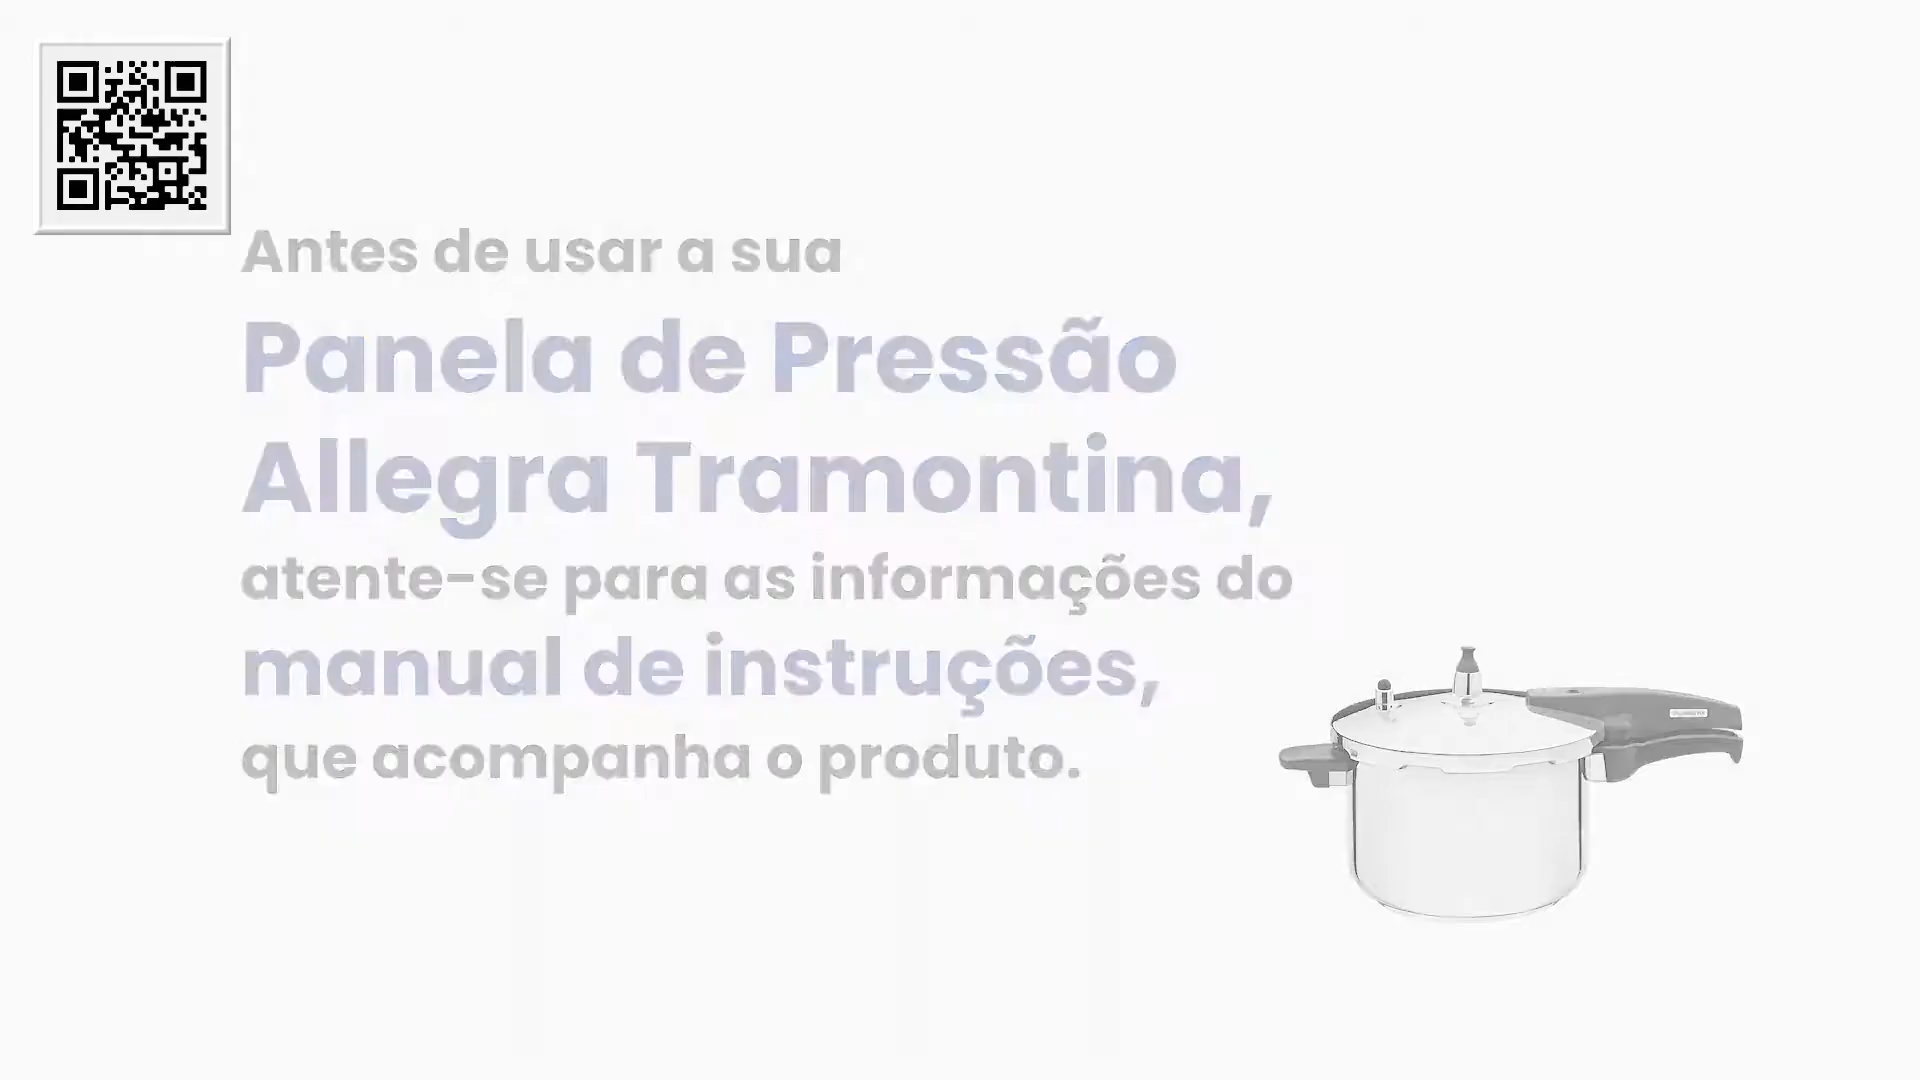 Antes de usar a sua
Panela de Pressão
Allegra Tramontina,
atente-se para as informações do
manual de instruções,
que acompanha o produto.